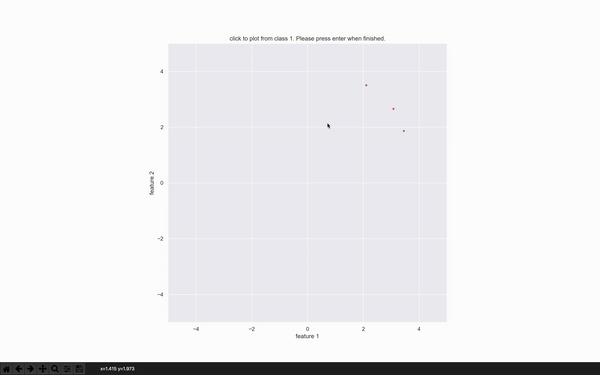 click to plot from class 1. Please press enter when finished.
4
2
0
−2
−4
feature 2
−4 −2 0 2 4
feature 1
x=1.415 y=1.973